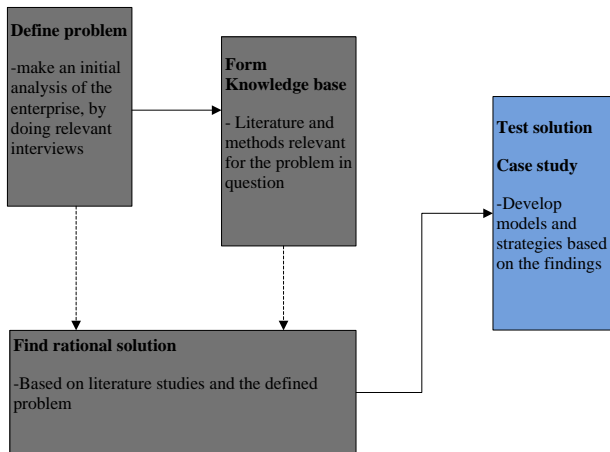 Define problem
-make an initial
analysis of the
enterprise, by
doing relevant
interviews
Form
Knowledge base
- Literature and
methods relevant
for the problem in
question
Test solution
Case study
-Develop
models and
strategies based
on the findings
Find rational solution
-Based on literature studies and the defined
problem